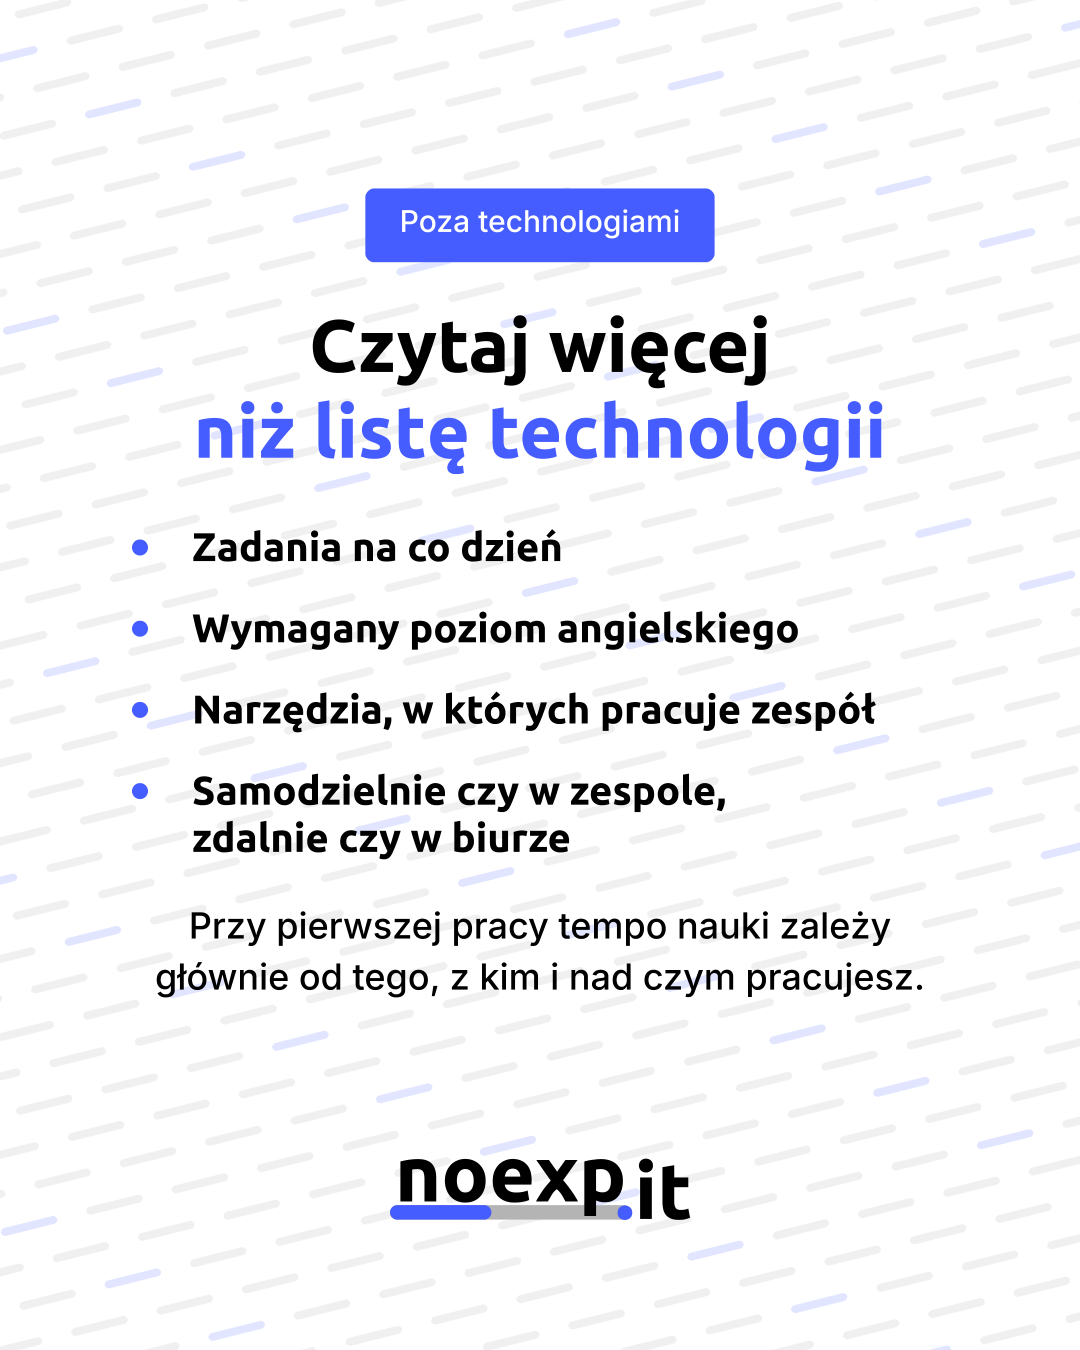 Poza technologiami
Czytaj więcej
niż listę technologii
Zadania na co dzień
Wymagany poziom angielskiego
Narzędzia, w których pracuje zespół
Samodzielnie czy w zespole,
zdalnie czy w biurze
Przy pierwszej pracy tempo nauki zależy
głównie od tego, z kim i nad czym pracujesz.
noexp.it